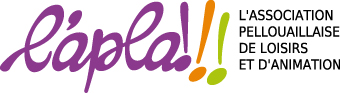 l'apla!!!
L'ASSOCIATION
PELLOUAILLAISE
DE LOISIRS
ET D'ANIMATION